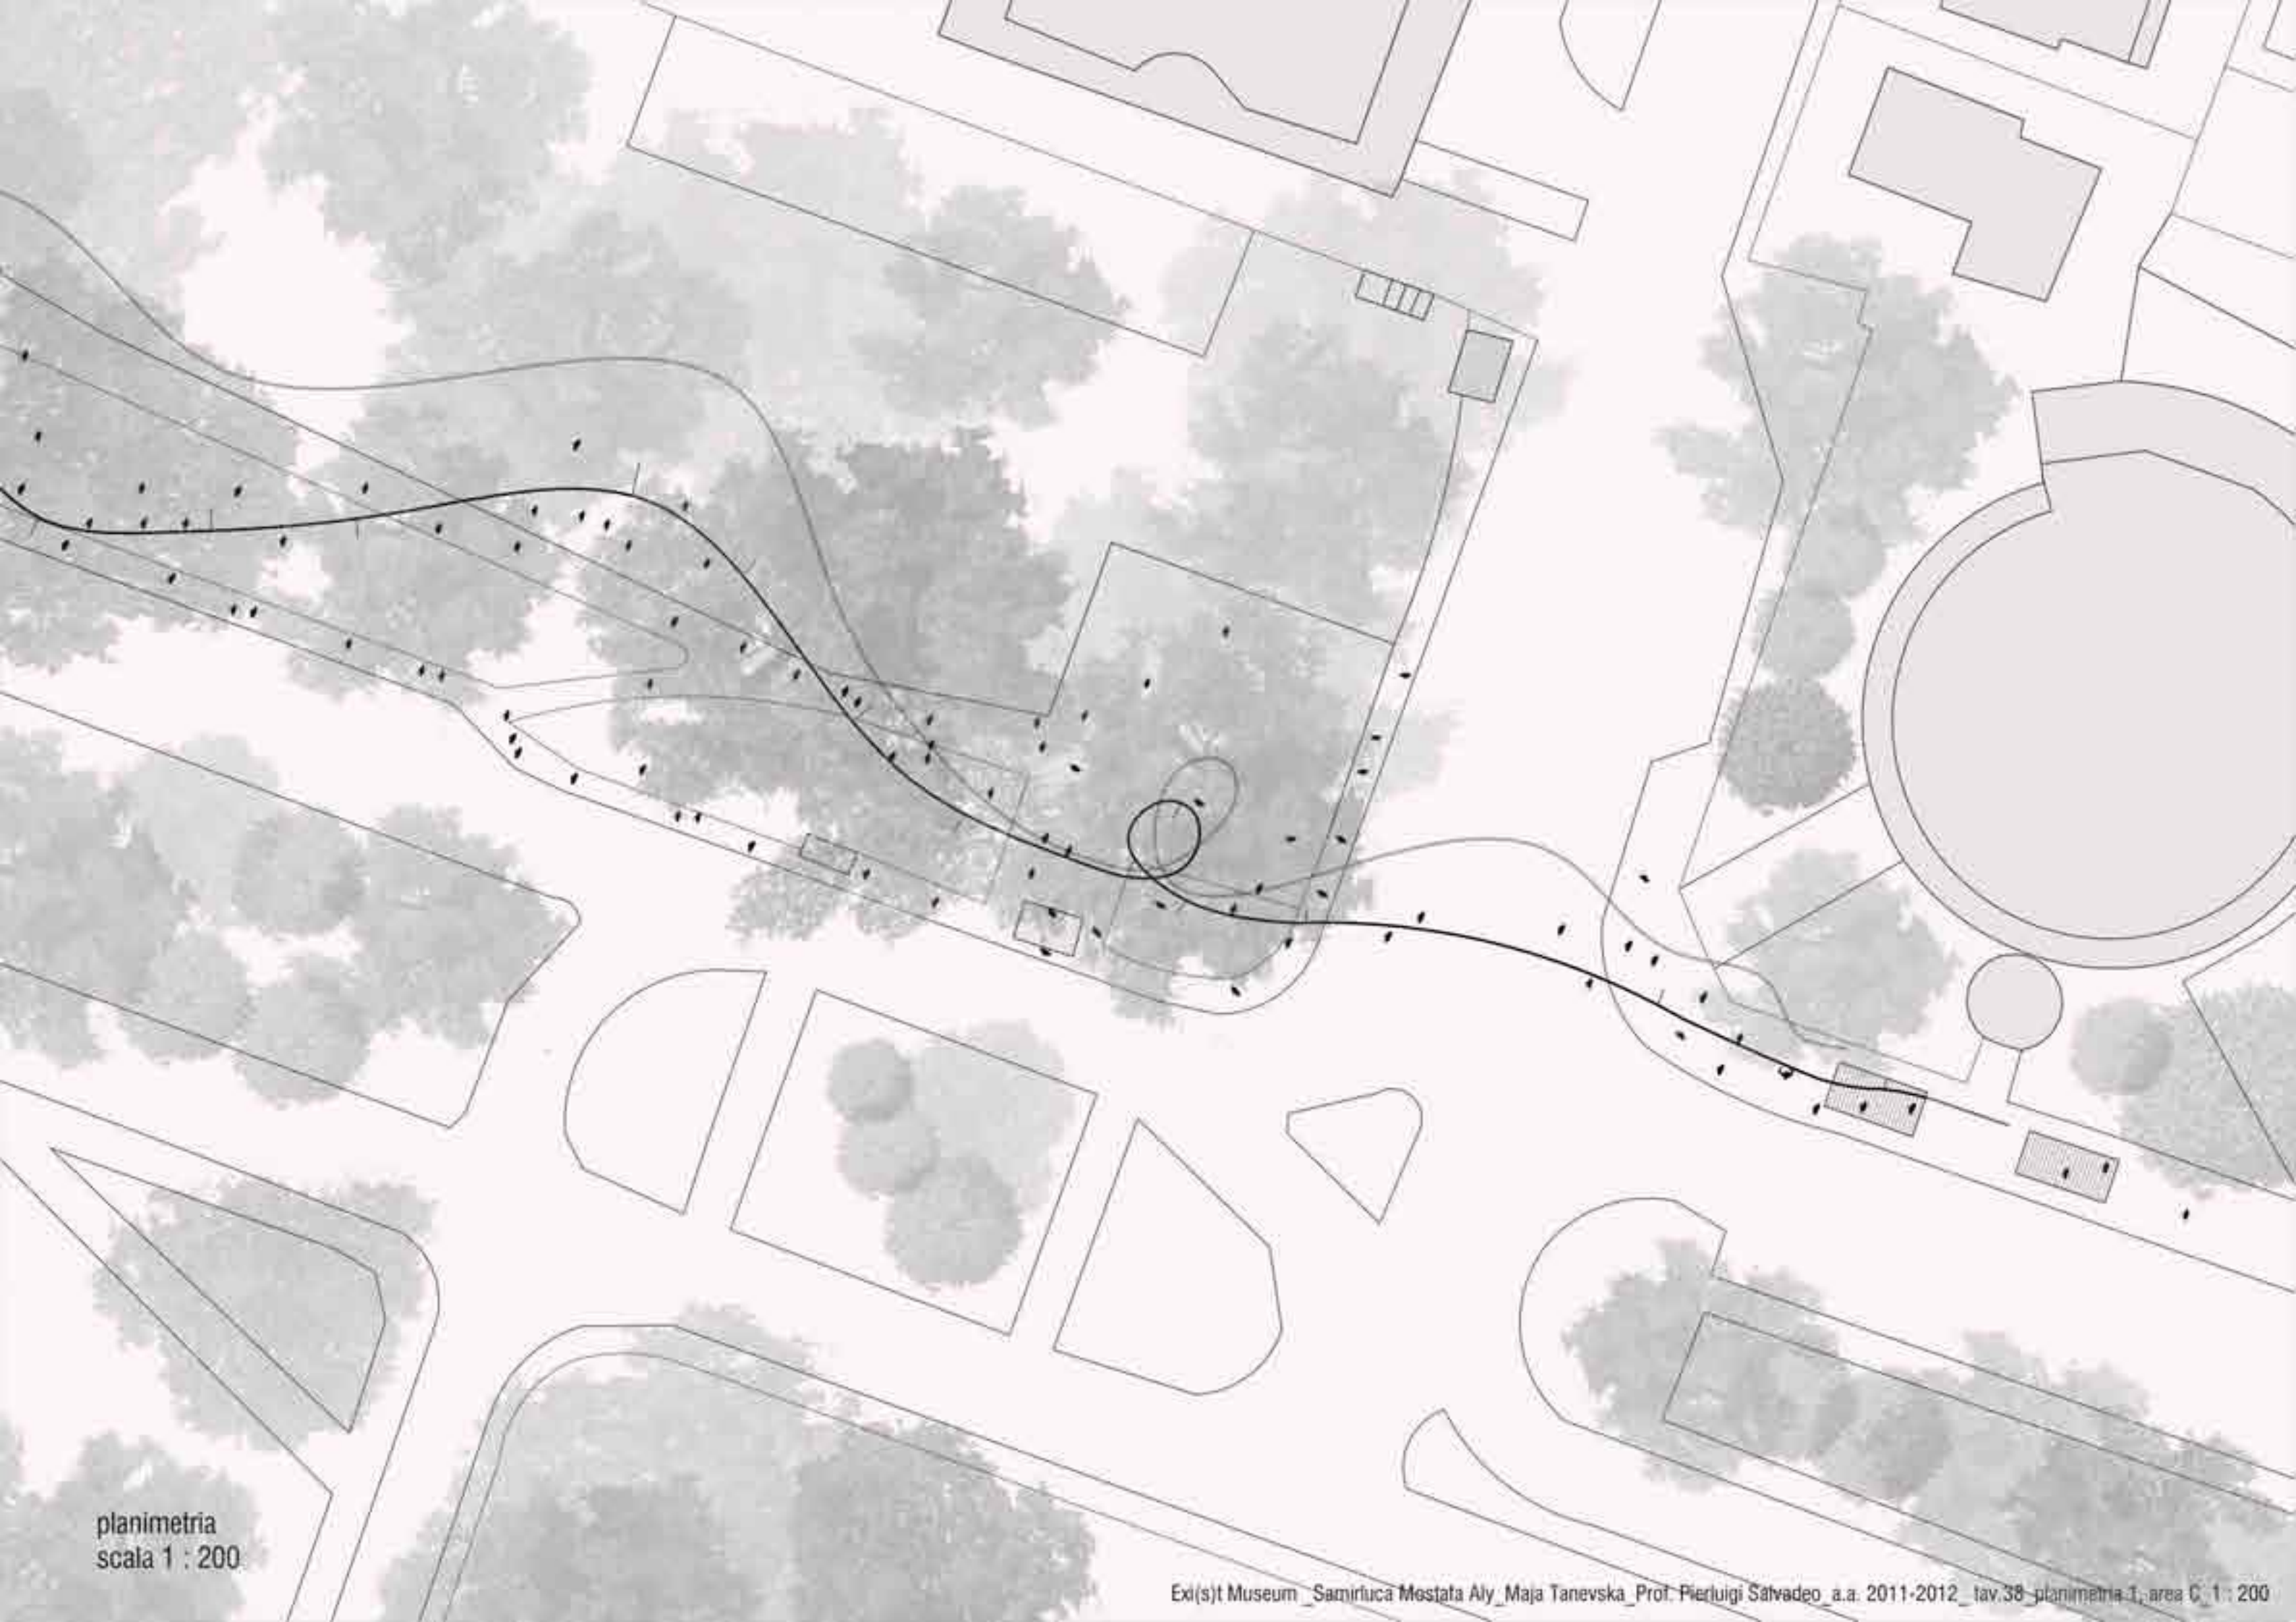 planimetria
scala 1 : 200
Exi(s)t Museum _Samirluca Mostafa Aly_Maja Tanevska_Prof. Pierluigi Salvadeo_a.a. 2011-2012_ tav.38_planimetria 1, area C_1 : 200